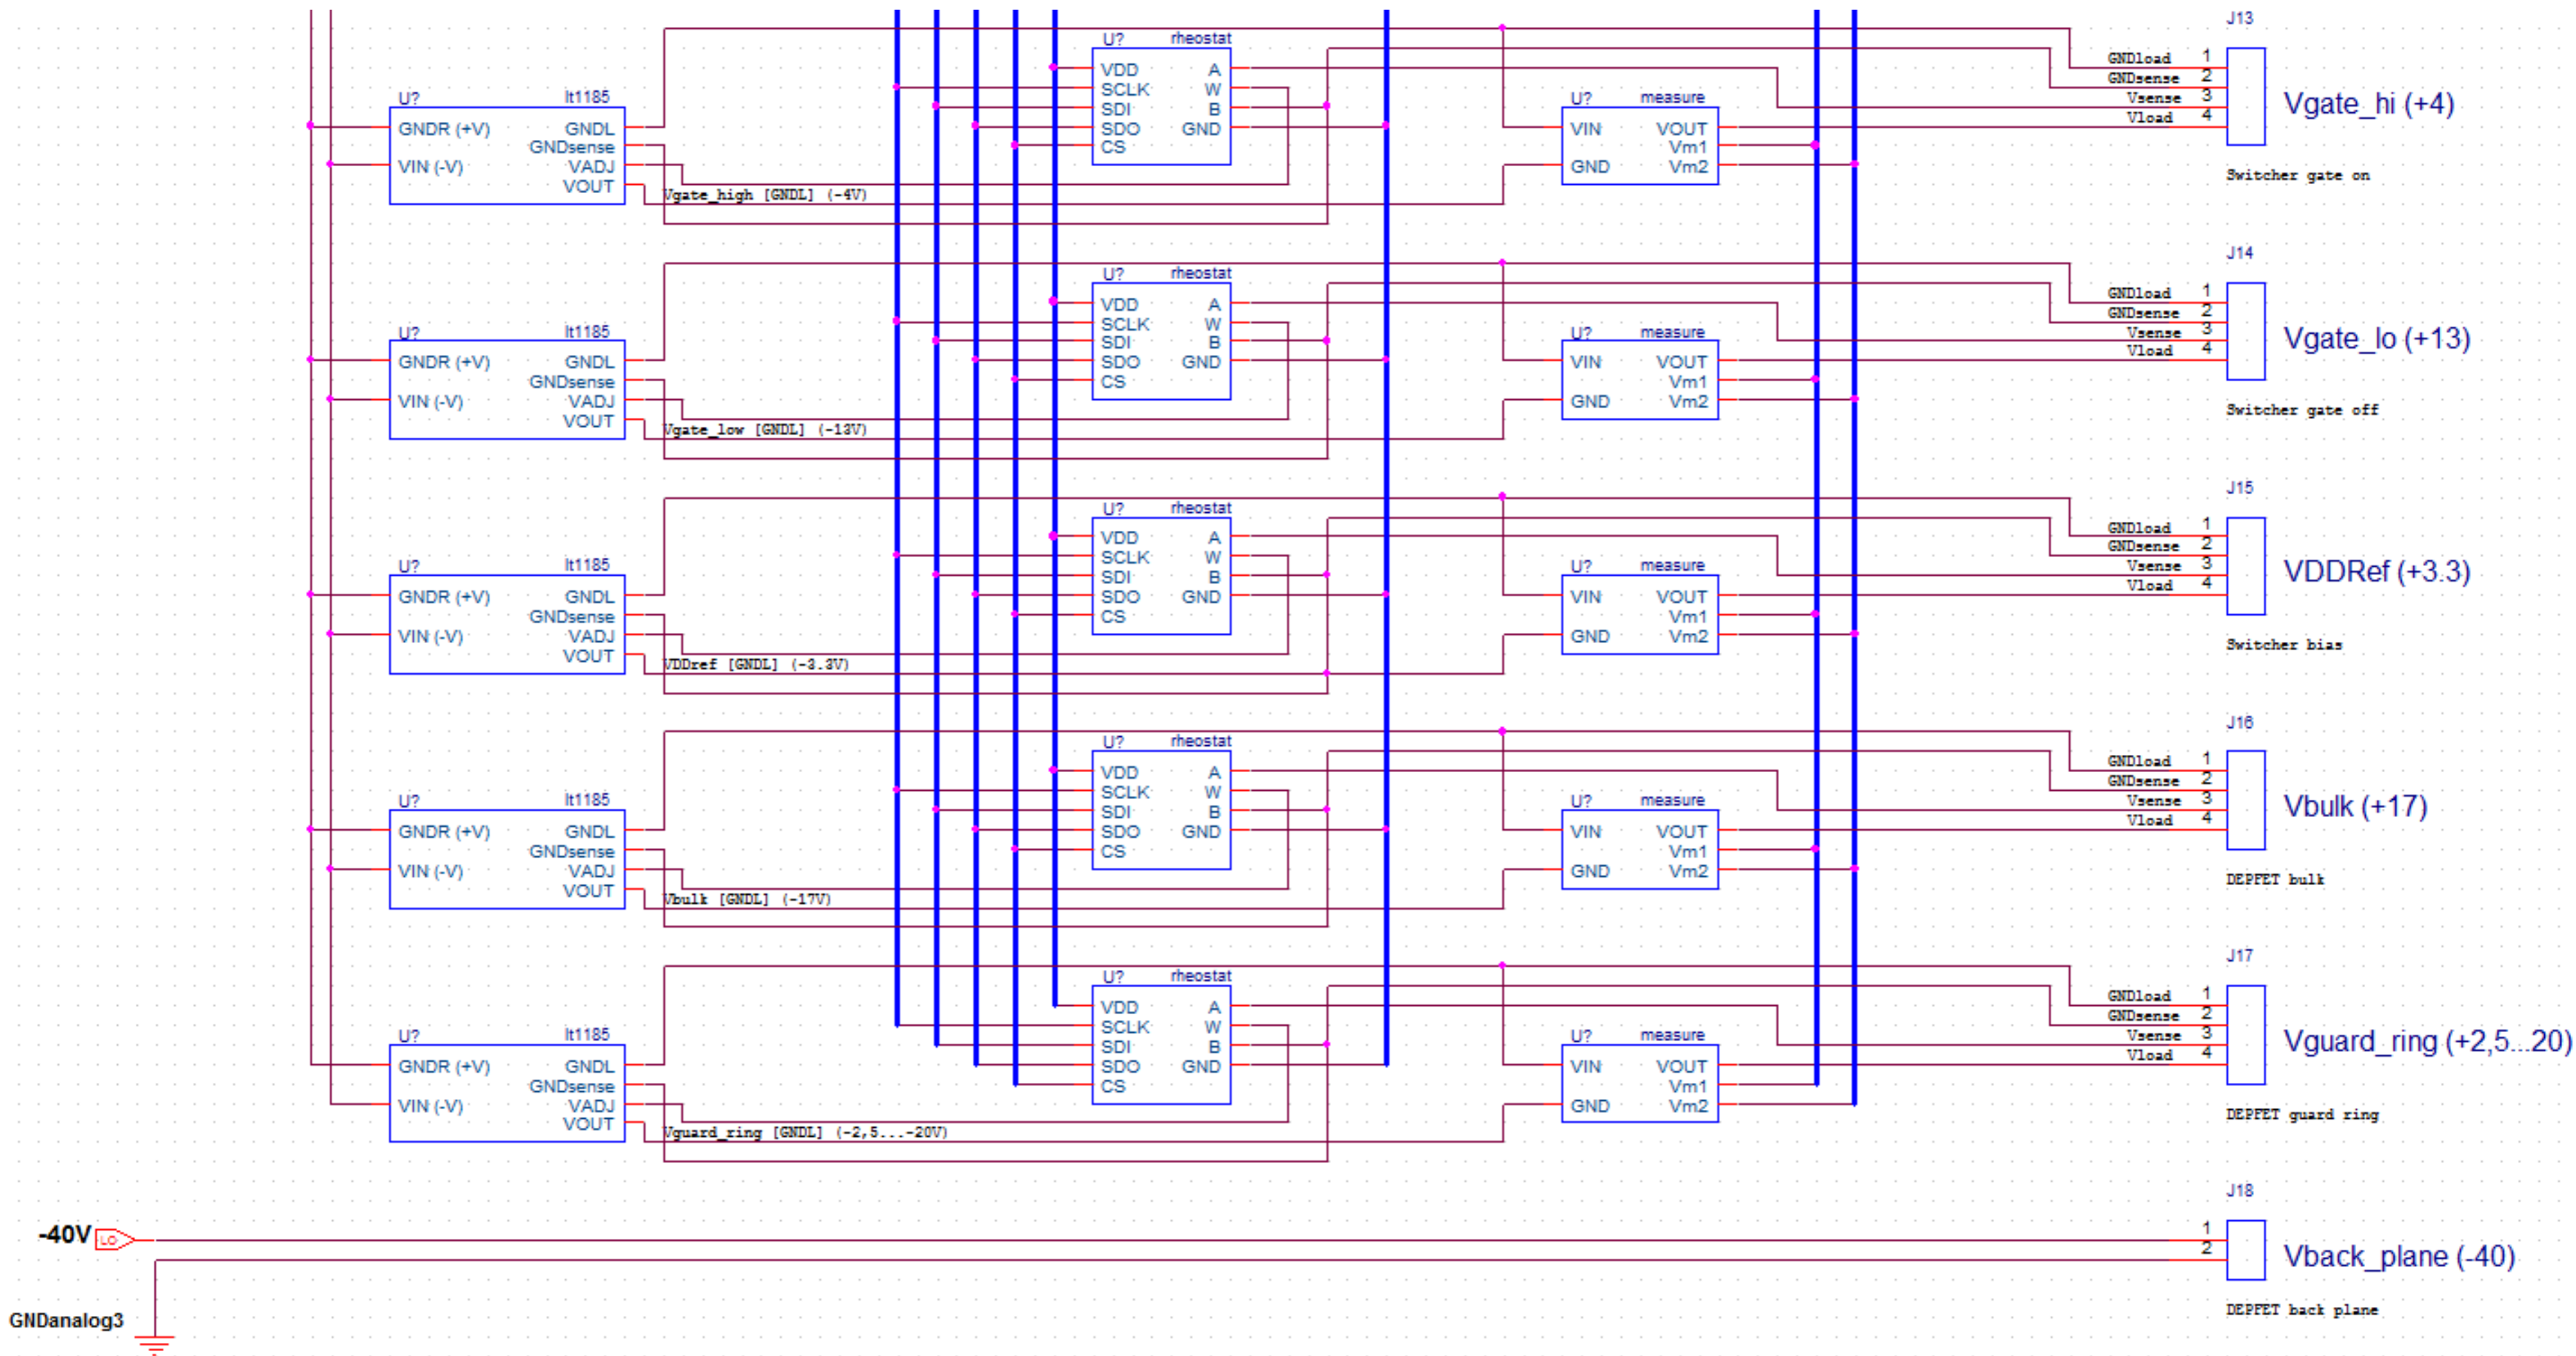 J13
U? rheostat
GNDload 1
VDD A
GNDsense 2
SCLK W
U? lt1185
U? measure
Vsense 3
Vgate_hi (+4)
SDI B
Vload 4
GNDR (+V) GNDL
SDO GND
VIN VOUT
GNDsense
CS
Vm1
VIN (-V) VADJ
GND Vm2
Switcher gate on
VOUT
Vgate_high [GNDL] (-4V)
J14
U? rheostat
GNDload 1
VDD A
GNDsense 2
SCLK W
U? lt1185
U? measure
Vsense 3
Vgate_lo (+13)
SDI B
Vload 4
GNDR (+V) GNDL
SDO GND
VIN VOUT
GNDsense
CS
Vm1
VIN (-V) VADJ
GND Vm2
Switcher gate off
VOUT
Vgate_low [GNDL] (-13V)
J15
U? rheostat
GNDload 1
VDD A
GNDsense 2
SCLK W
U? lt1185
U? measure
Vsense 3
VDDRef (+3.3)
SDI B
Vload 4
GNDR (+V) GNDL
SDO GND
VIN VOUT
GNDsense
CS
Vm1
VIN (-V) VADJ
GND Vm2
Switcher bias
VOUT
VDDref [GNDL] (-3.3V)
J16
U? rheostat
GNDload 1
VDD A
GNDsense 2
SCLK W
U? lt1185
U? measure
Vsense 3
Vbulk (+17)
SDI B
Vload 4
GNDR (+V) GNDL
SDO GND
VIN VOUT
GNDsense
CS
Vm1
VIN (-V) VADJ
GND Vm2
DEPFET bulk
VOUT
Vbulk [GNDL] (-17V)
J17
U? rheostat
GNDload 1
VDD A
GNDsense 2
SCLK W
U? lt1185
U? measure
Vsense 3
Vguard_ring (+2,5...20)
SDI B
Vload 4
GNDR (+V) GNDL
SDO GND
VIN VOUT
GNDsense
CS
Vm1
VIN (-V) VADJ
GND Vm2
DEPFET guard ring
VOUT
Vguard_ring [GNDL] (-2,5...-20V)
J18
-40V LO
1
2
Vback_plane (-40)
DEPFET back plane
GNDanalog3